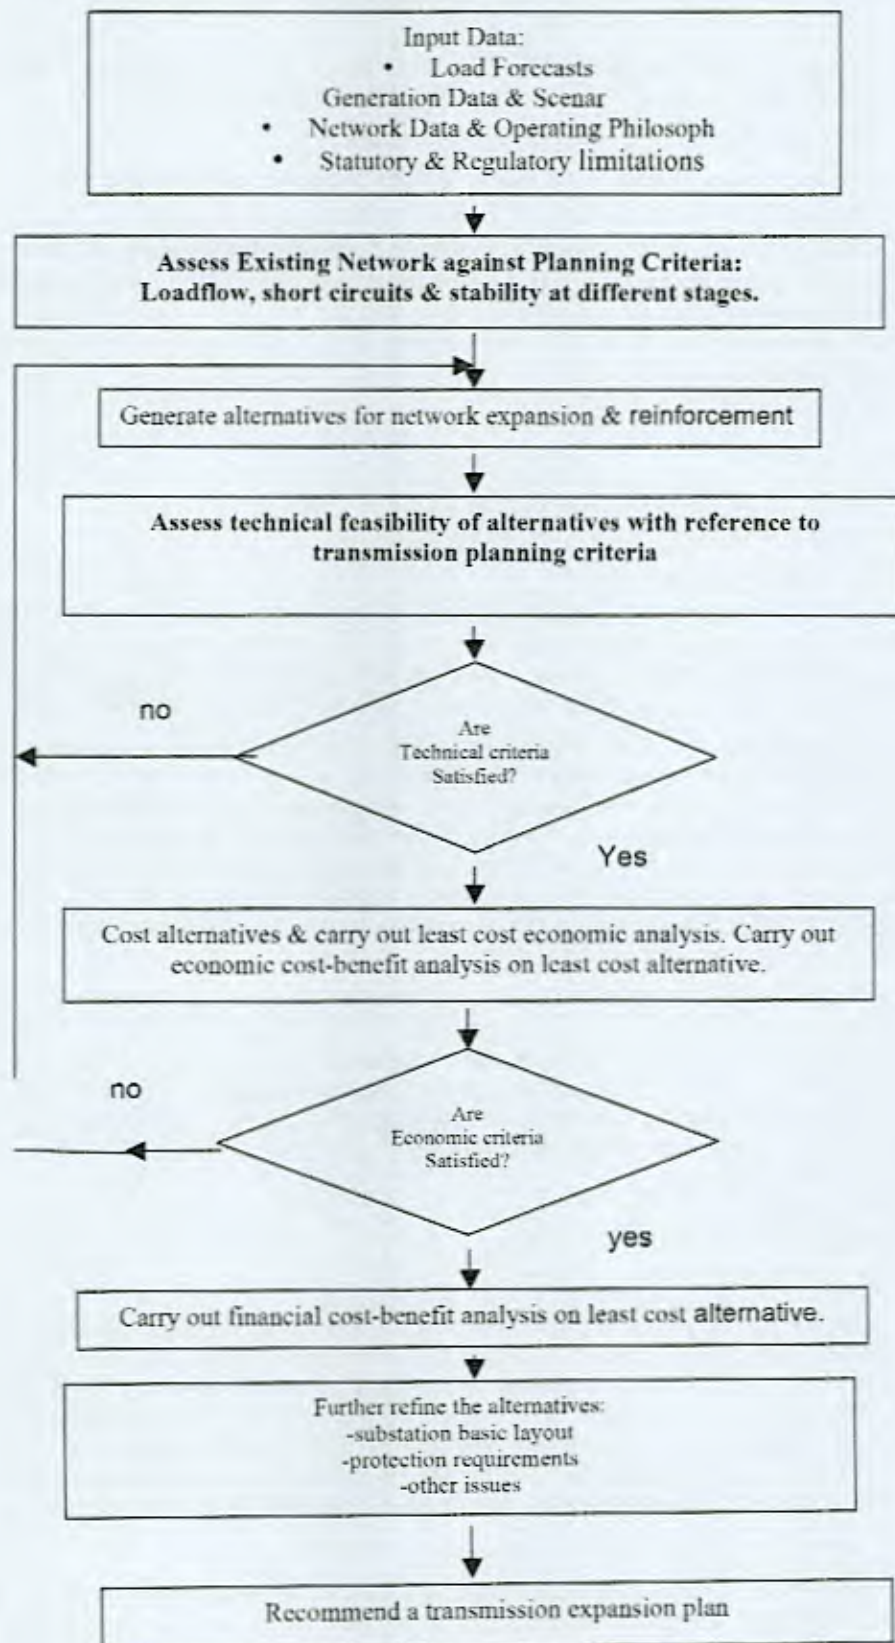 Input Data:
• Load Forecasts
Generation Data & Scenar
• Network Data & Operating Philosoph
• Statutory & Regulatory limitations
Assess Existing Network against Planning Criteria:
Loadflow, short circuits & stability at different stages.
Generate alternatives for network expansion & reinforcement
Assess technical feasibility of alternatives with reference to
transmission planning criteria
no
Are
Technical criteria
Satisfied?
Yes
Cost alternatives & carry out least cost economic analysis. Carry out
economic cost-benefit analysis on least cost alternative.
no
Are
Economic criteria
Satisfied?
yes
Carry out financial cost-benefit analysis on least cost alternative.
Further refine the alternatives:
-substation basic layout
-protection requirements
-other issues
Recommend a transmission expansion plan